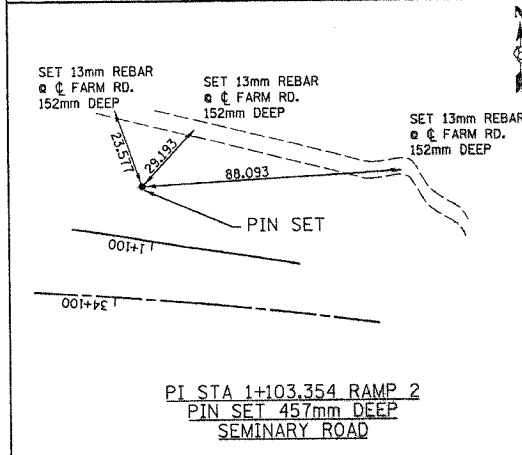 N
SET 13mm REBAR
@ ℄ FARM RD.
152mm DEEP
SET 13mm REBAR
@ ℄ FARM RD.
152mm DEEP
SET 13mm REBAR
@ ℄ FARM RD.
152mm DEEP
23.577
29.193
88.093
PIN SET
1+100
34+100
PI STA 1+103.354 RAMP 2
PIN SET 457mm DEEP
SEMINARY ROAD